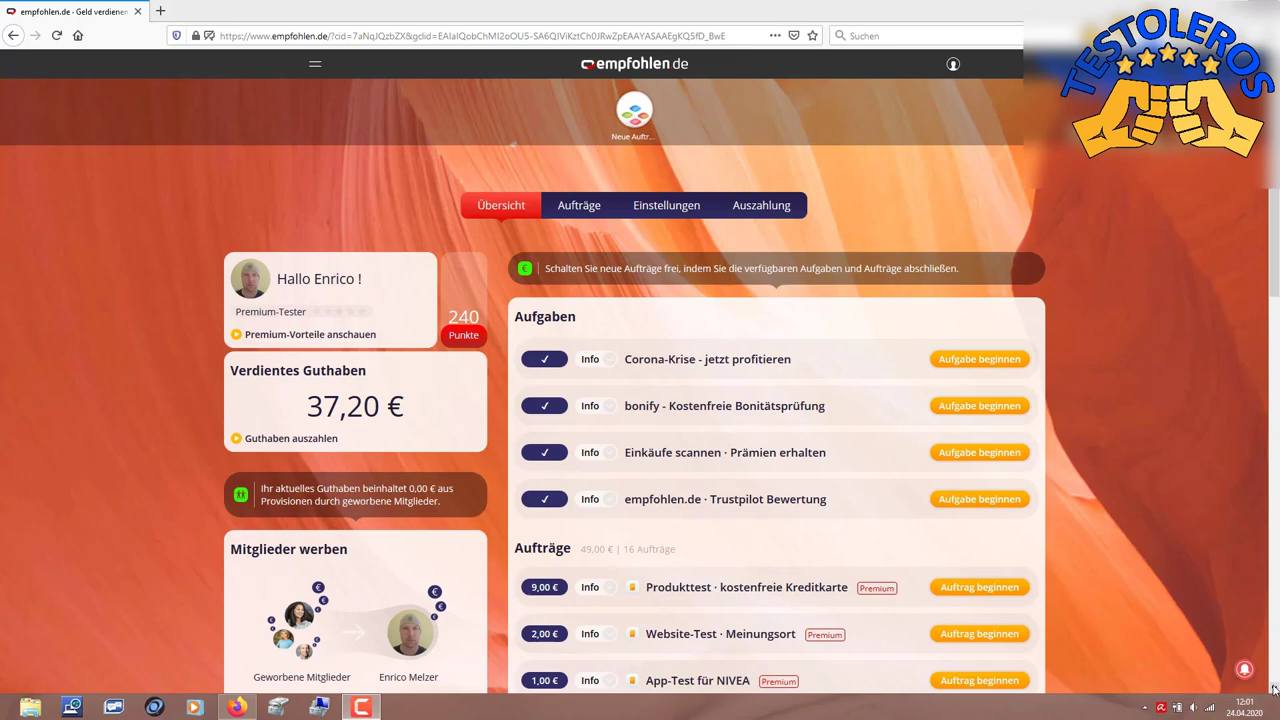 empfohlen.de - Geld verdienen
https://www.empfohlen.de/?cid=7aNqJQzbZX&gclid=EAIaIQobChMI2oOU5-SA6QIViKztCh0JRwZpEAAYASAAEgKQ5fD_BwE
Suchen
TESTOLEROS
empfohlen de
Neue Auftr...
Übersicht
Aufträge
Einstellungen
Auszahlung
Hallo Enrico !
Premium-Tester
Premium-Vorteile anschauen
240
Punkte
Verdientes Guthaben
37,20 €
Guthaben auszahlen
Ihr aktuelles Guthaben beinhaltet 0,00 € aus
Provisionen durch geworbene Mitglieder.
Mitglieder werben
Geworbene Mitglieder
Enrico Melzer
€ Schalten Sie neue Aufträge frei, indem Sie die verfügbaren Aufgaben und Aufträge abschließen.
Aufgaben
✓ Info Corona-Krise - jetzt profitieren Aufgabe beginnen
✓ Info bonify - Kostenfreie Bonitätsprüfung Aufgabe beginnen
✓ Info Einkäufe scannen · Prämien erhalten Aufgabe beginnen
✓ Info empfohlen.de · Trustpilot Bewertung Aufgabe beginnen
Aufträge 49,00 € | 16 Aufträge
9,00 € Info Produkttest · kostenfreie Kreditkarte Premium Auftrag beginnen
2,00 € Info Website-Test · Meinungsort Premium Auftrag beginnen
1,00 € Info App-Test für NIVEA Premium Auftrag beginnen
12:01
24.04.2020